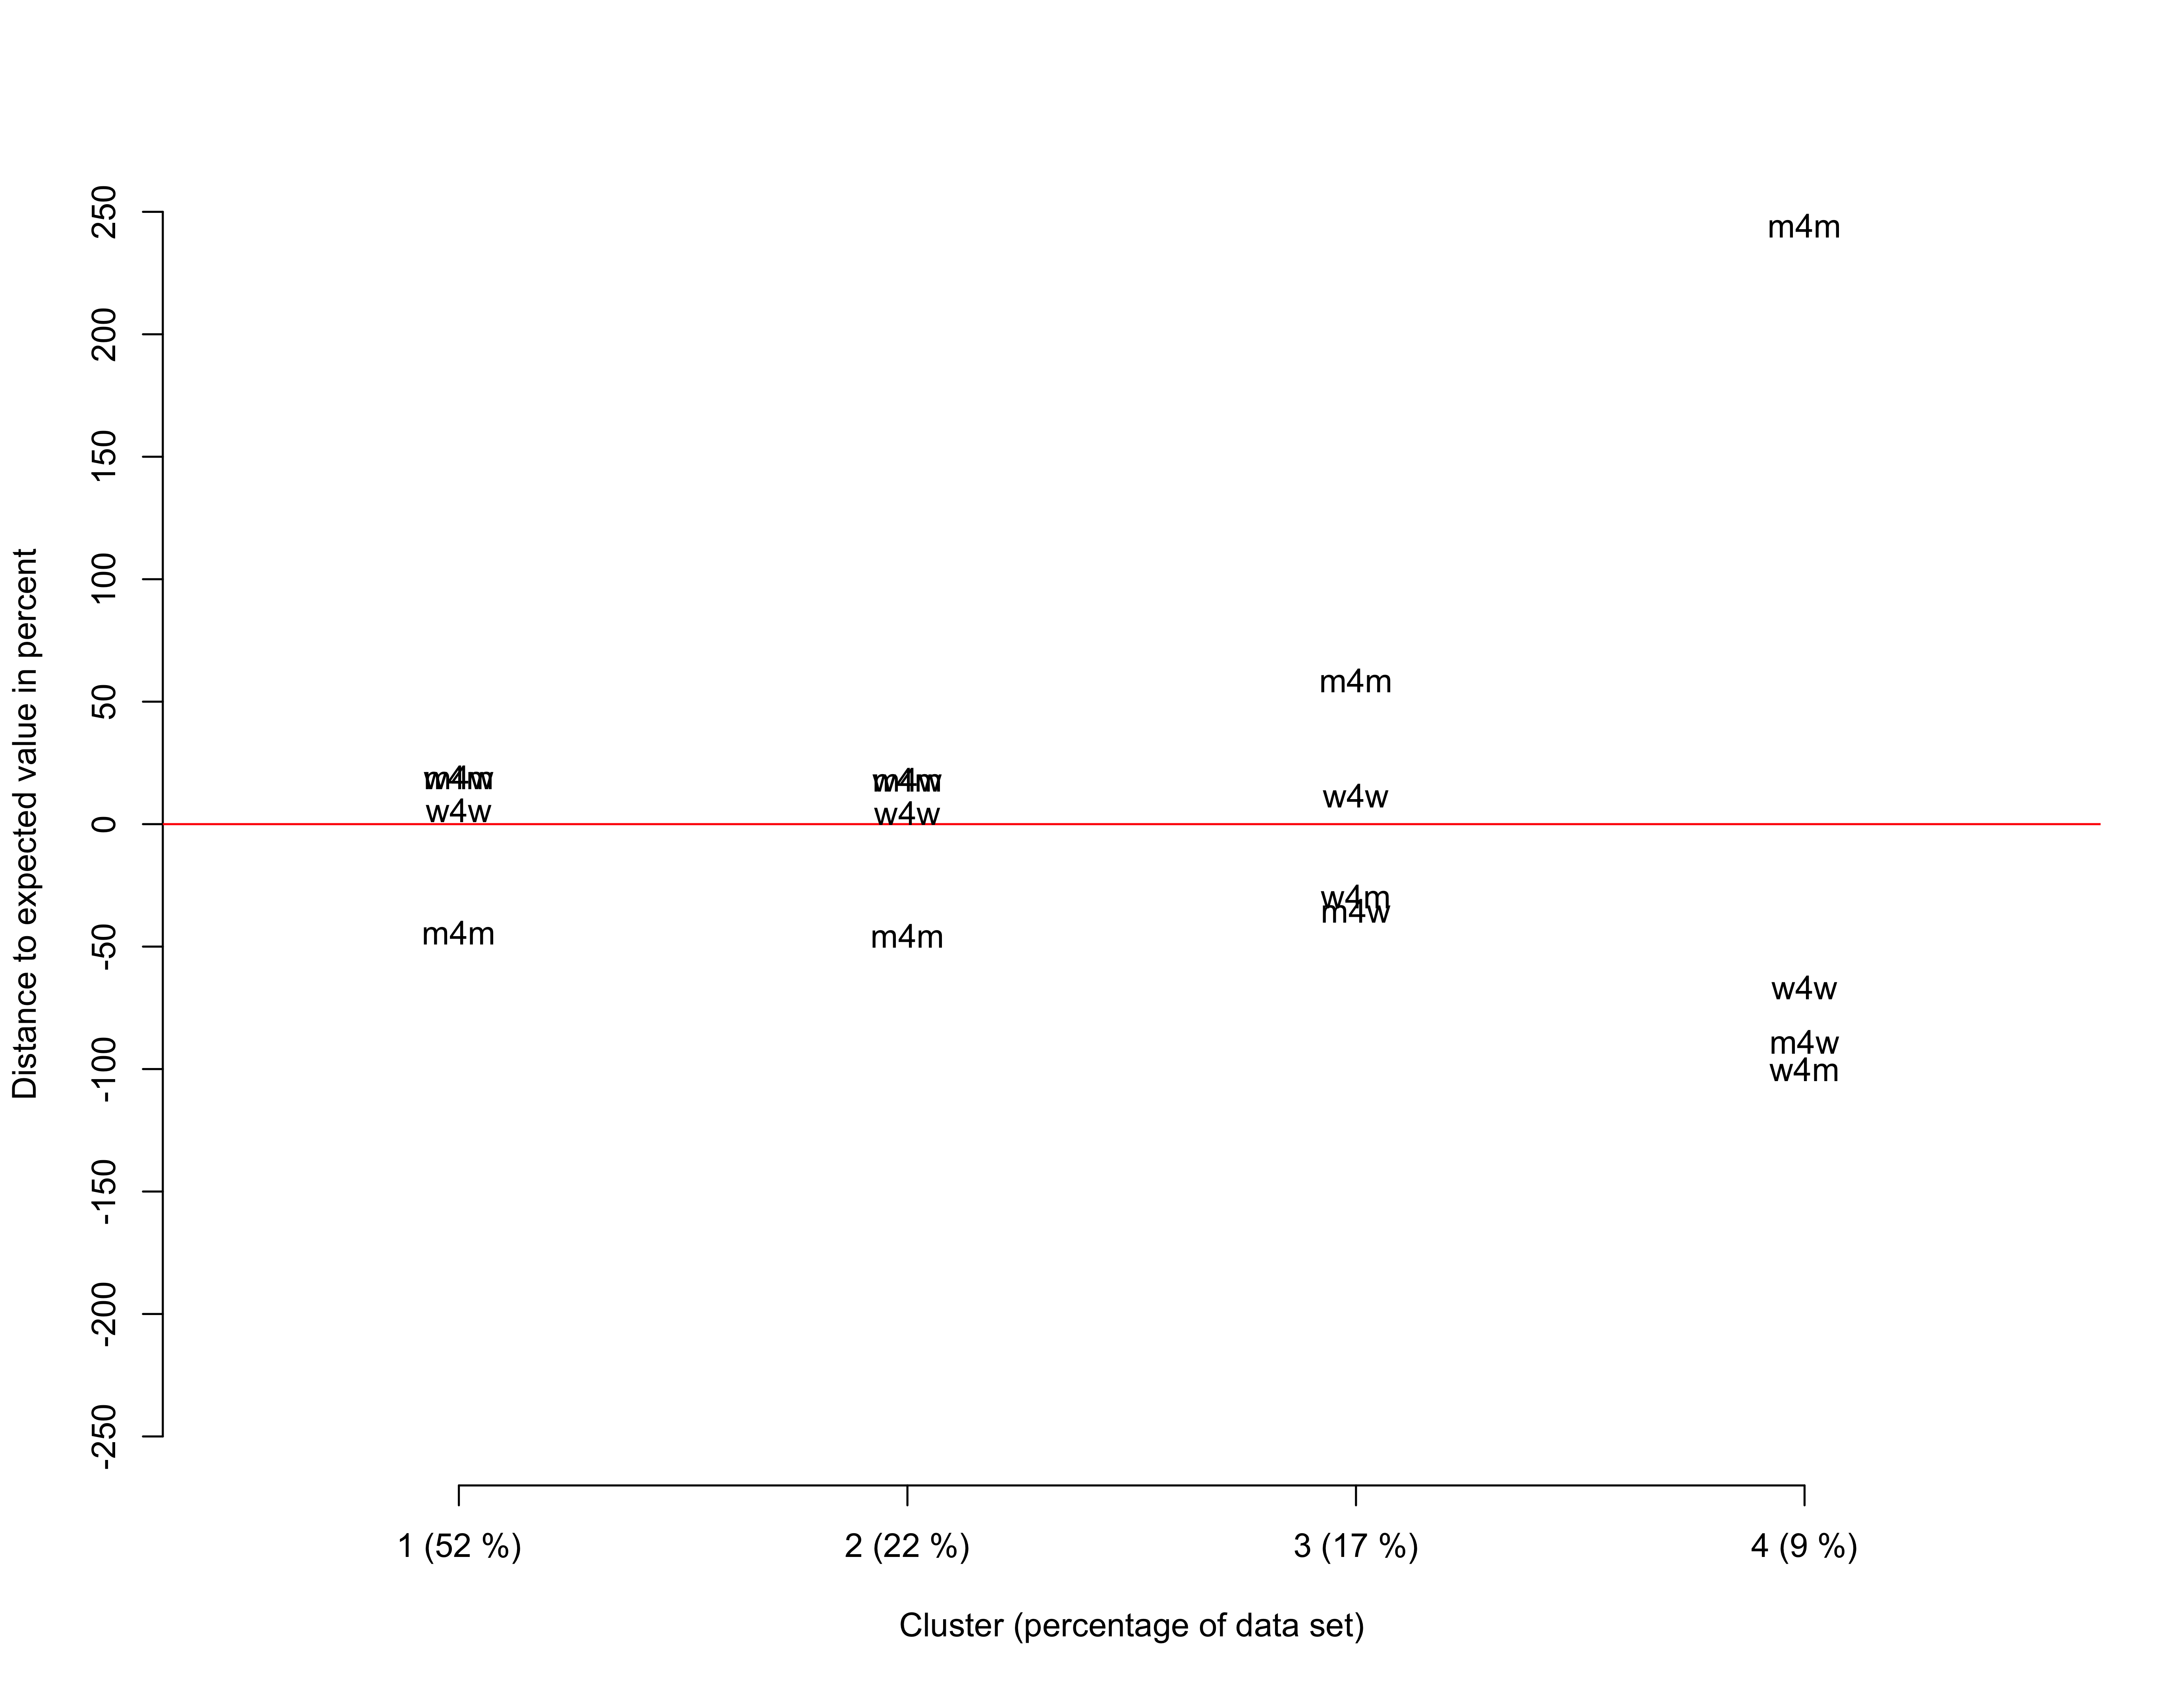 250
200
150
100
50
0
-50
-100
-150
-200
-250
Distance to expected value in percent
w4w
m4m
w4w
m4m
m4m
w4w
w4m
m4w
m4m
w4w
m4w
w4m
1 (52 %)
2 (22 %)
3 (17 %)
4 (9 %)
Cluster (percentage of data set)